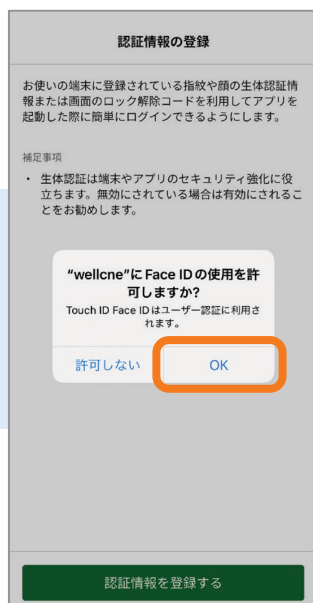 認証情報の登録
お使いの端末に登録されている指紋や顔の生体認証情
報または画面のロック解除コードを利用してアプリを
起動した際に簡単にログインできるようにします。
補足事項
・ 生体認証は端末やアプリのセキュリティ強化に役
立ちます。無効にされている場合は有効にされるこ
とをお勧めします。
“wellcne”に Face ID の使用を許
可しますか?
Touch ID Face ID はユーザー認証に利用さ
れます。
許可しない
OK
認証情報を登録する